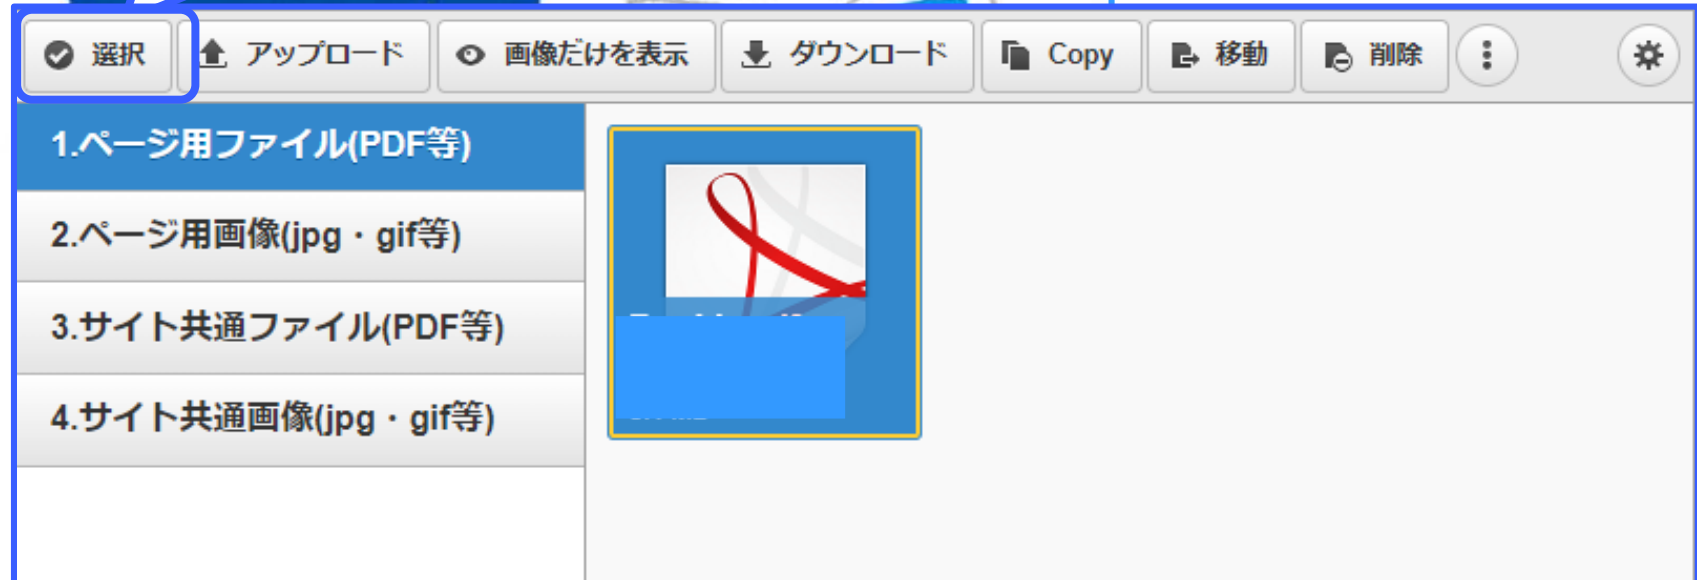 選択 アップロード 画像だけを表示 ダウンロード Copy 移動 削除
1.ページ用ファイル(PDF等)
2.ページ用画像(jpg・gif等)
3.サイト共通ファイル(PDF等)
4.サイト共通画像(jpg・gif等)